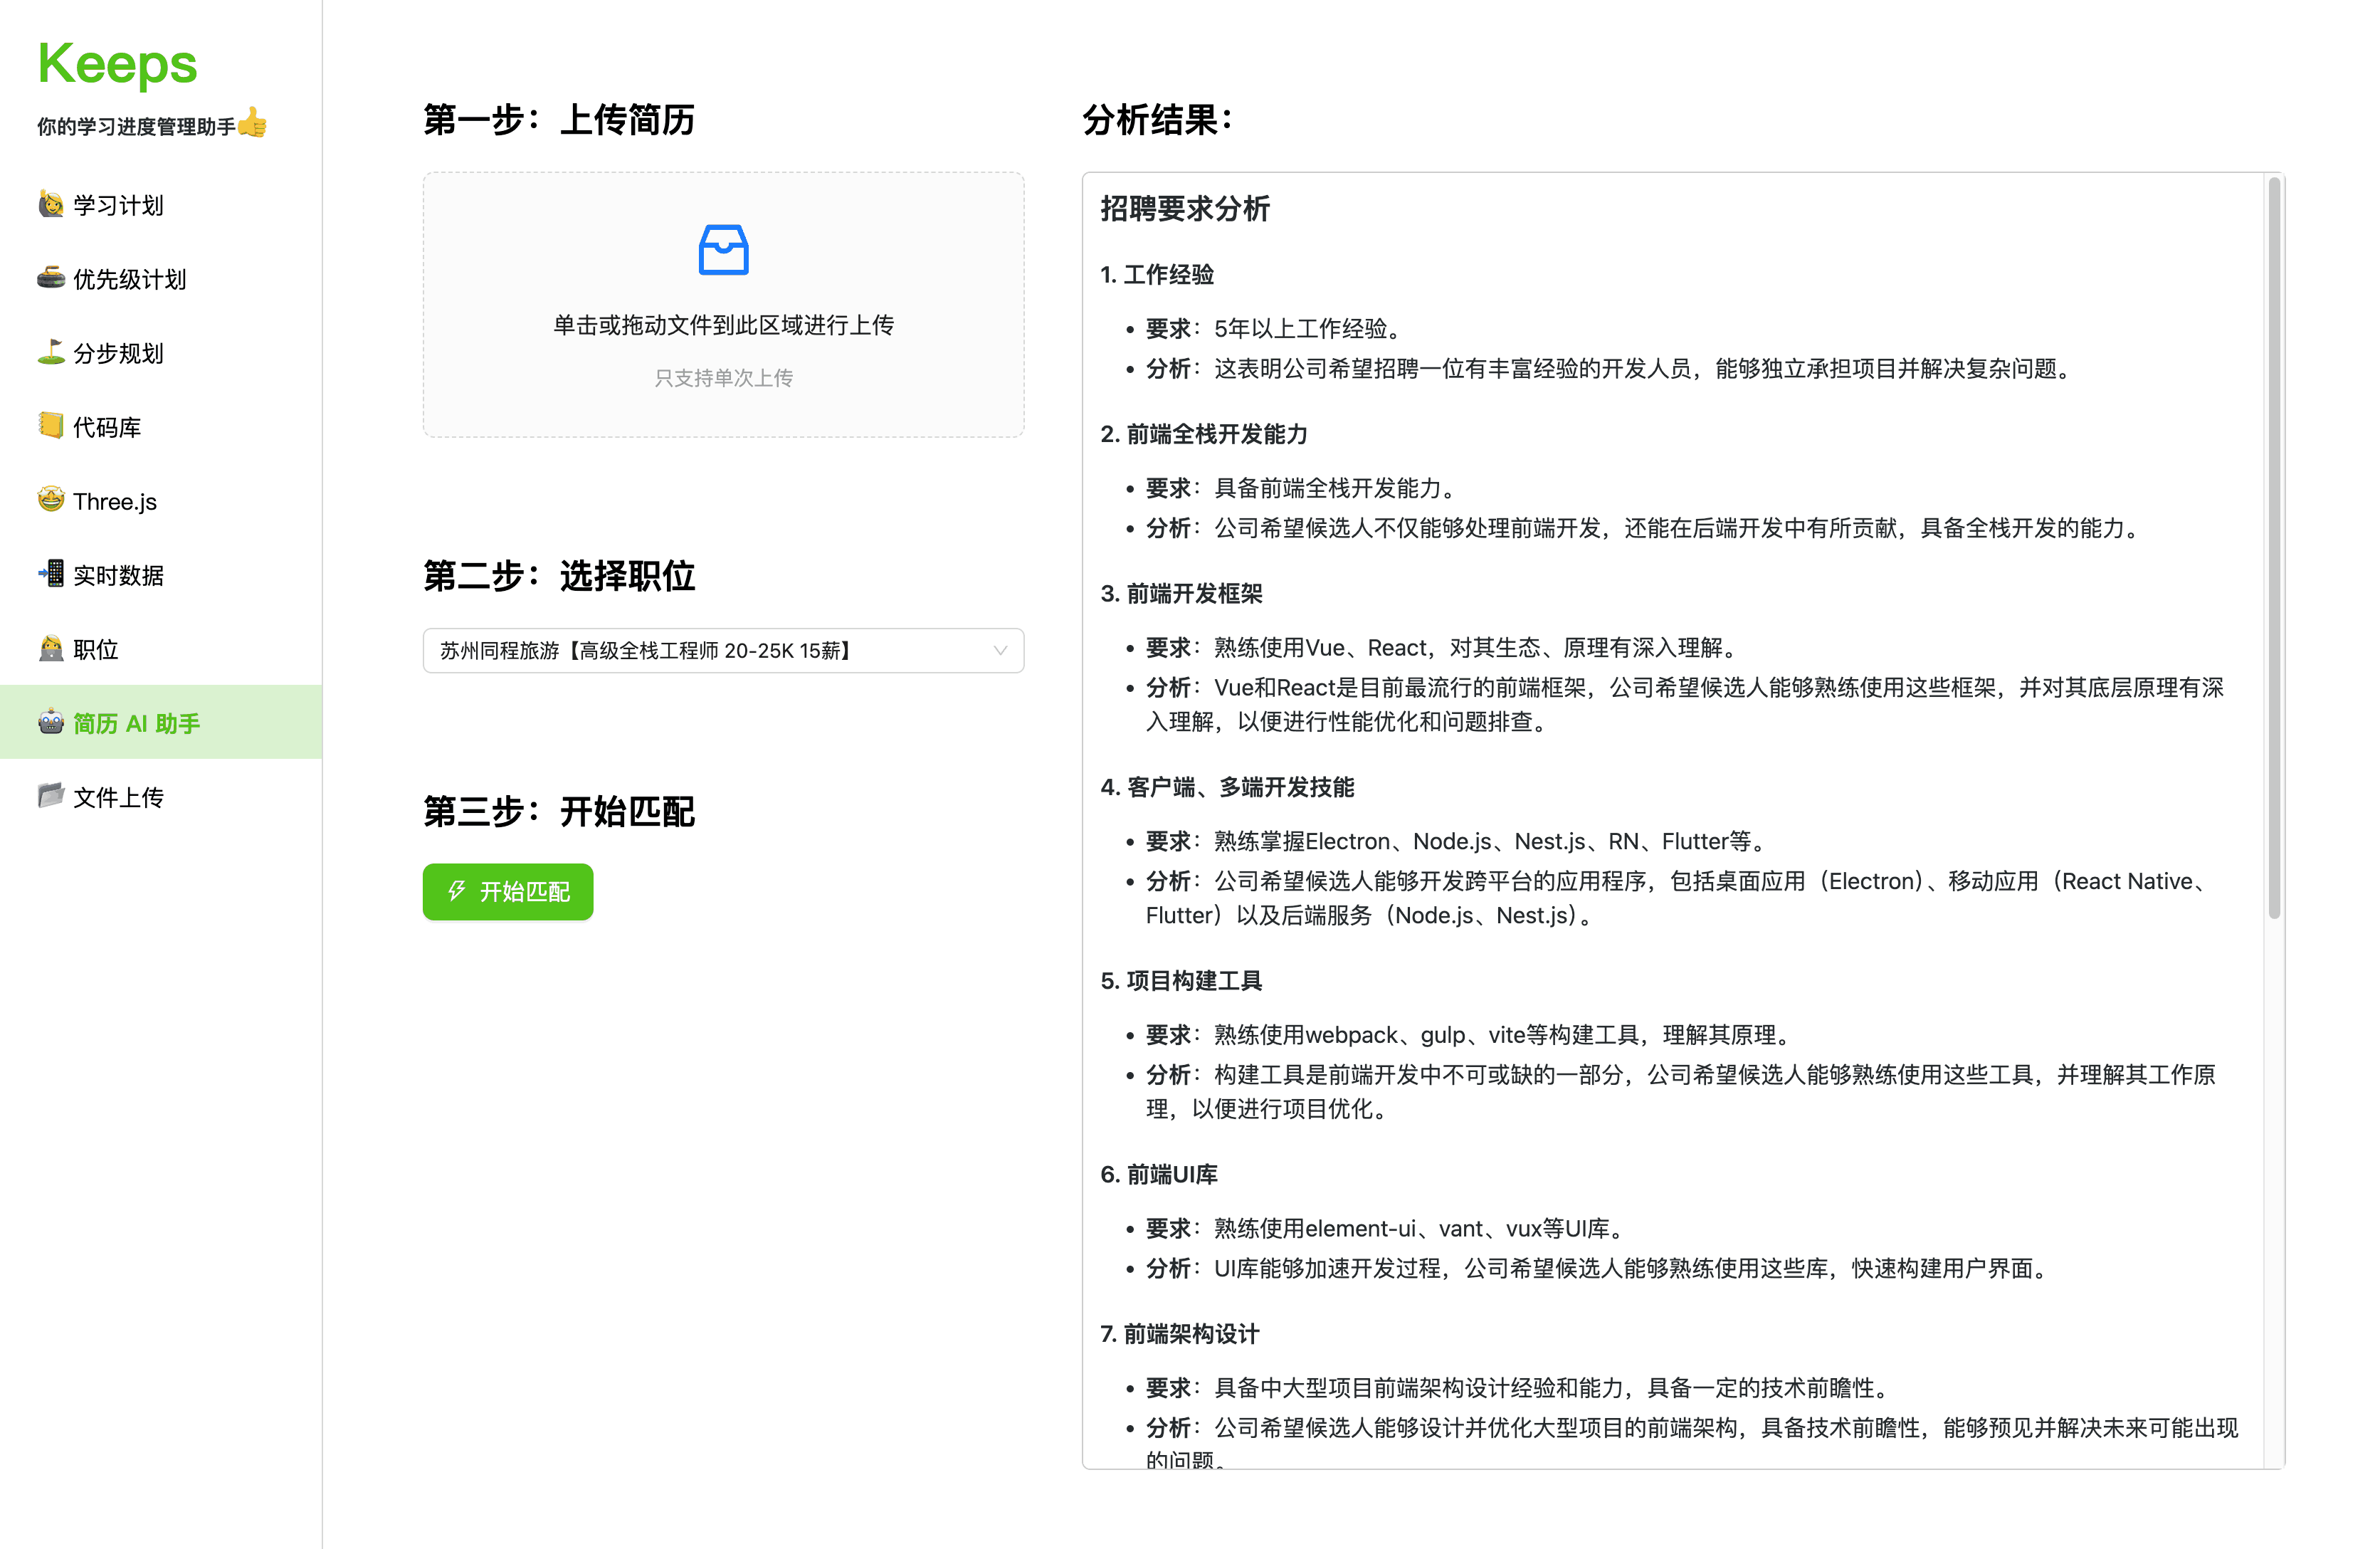 Keeps
你的学习进度管理助手👍
学习计划
优先级计划
分步规划
代码库
Three.js
实时数据
职位
简历 AI 助手
文件上传
第一步：上传简历
单击或拖动文件到此区域进行上传
只支持单次上传
第二步：选择职位
苏州同程旅游【高级全栈工程师 20-25K 15薪】
第三步：开始匹配
开始匹配
分析结果：
招聘要求分析
1. 工作经验
• 要求：5年以上工作经验。
• 分析：这表明公司希望招聘一位有丰富经验的开发人员，能够独立承担项目并解决复杂问题。
2. 前端全栈开发能力
• 要求：具备前端全栈开发能力。
• 分析：公司希望候选人不仅能够处理前端开发，还能在后端开发中有所贡献，具备全栈开发的能力。
3. 前端开发框架
• 要求：熟练使用Vue、React，对其生态、原理有深入理解。
• 分析：Vue和React是目前最流行的前端框架，公司希望候选人能够熟练使用这些框架，并对其底层原理有深
入理解，以便进行性能优化和问题排查。
4. 客户端、多端开发技能
• 要求：熟练掌握Electron、Node.js、Nest.js、RN、Flutter等。
• 分析：公司希望候选人能够开发跨平台的应用程序，包括桌面应用（Electron）、移动应用（React Native、
Flutter）以及后端服务（Node.js、Nest.js）。
5. 项目构建工具
• 要求：熟练使用webpack、gulp、vite等构建工具，理解其原理。
• 分析：构建工具是前端开发中不可或缺的一部分，公司希望候选人能够熟练使用这些工具，并理解其工作原
理，以便进行项目优化。
6. 前端UI库
• 要求：熟练使用element-ui、vant、vux等UI库。
• 分析：UI库能够加速开发过程，公司希望候选人能够熟练使用这些库，快速构建用户界面。
7. 前端架构设计
• 要求：具备中大型项目前端架构设计经验和能力，具备一定的技术前瞻性。
• 分析：公司希望候选人能够设计并优化大型项目的前端架构，具备技术前瞻性，能够预见并解决未来可能出现
的问题。